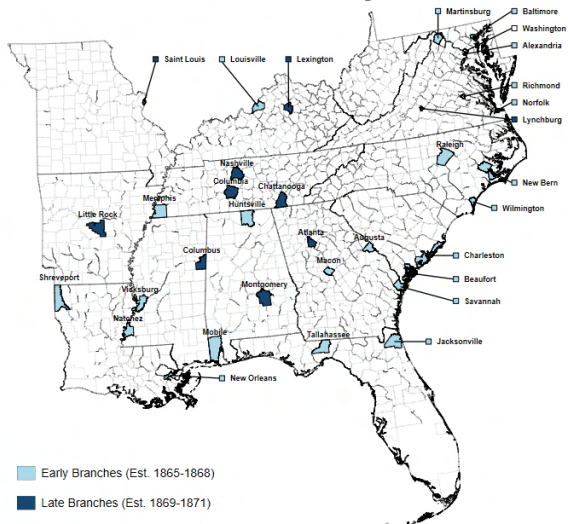 Martinsburg
Baltimore
Washington
Alexandria
Saint Louis
Louisville
Lexington
Richmond
Norfolk
Lynchburg
Raleigh
Nashville
Columbia
Chattanooga
New Bern
Memphis
Huntsville
Wilmington
Little Rock
Atlanta
Augusta
Columbus
Charleston
Macon
Shreveport
Vicksburg
Montgomery
Beaufort
Savannah
Natchez
Mobile
Tallahassee
Jacksonville
New Orleans
Early Branches (Est. 1865-1868)
Late Branches (Est. 1869-1871)